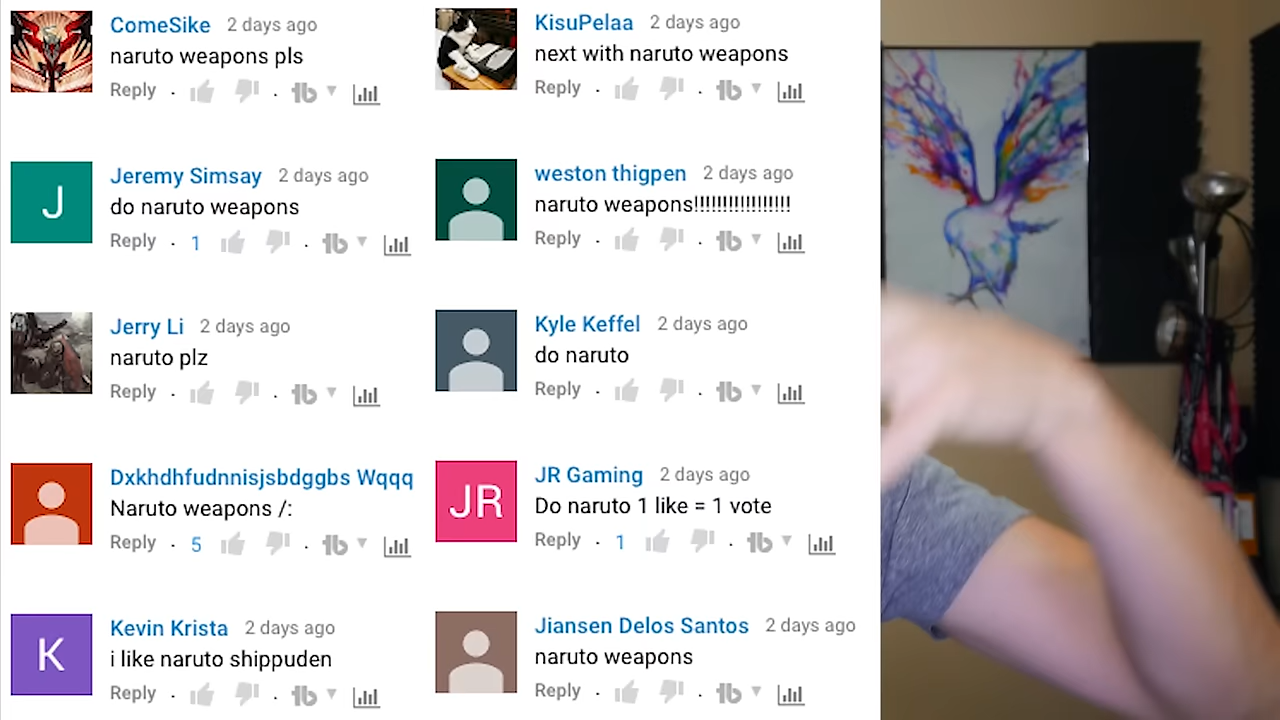 ComeSike 2 days ago
naruto weapons pls
Reply
KisuPelaa 2 days ago
next with naruto weapons
Reply
J
Jeremy Simsay 2 days ago
do naruto weapons
Reply · 1
weston thigpen 2 days ago
naruto weapons!!!!!!!!!!!!!!!!!
Reply
Jerry Li 2 days ago
naruto plz
Reply
Kyle Keffel 2 days ago
do naruto
Reply
Dxkhdhfudnnisjsbdggbs Wqqq
Naruto weapons /:
Reply · 5
JR
JR Gaming 2 days ago
Do naruto 1 like = 1 vote
Reply · 1
K
Kevin Krista 2 days ago
i like naruto shippuden
Reply
Jiansen Delos Santos 2 days ago
naruto weapons
Reply